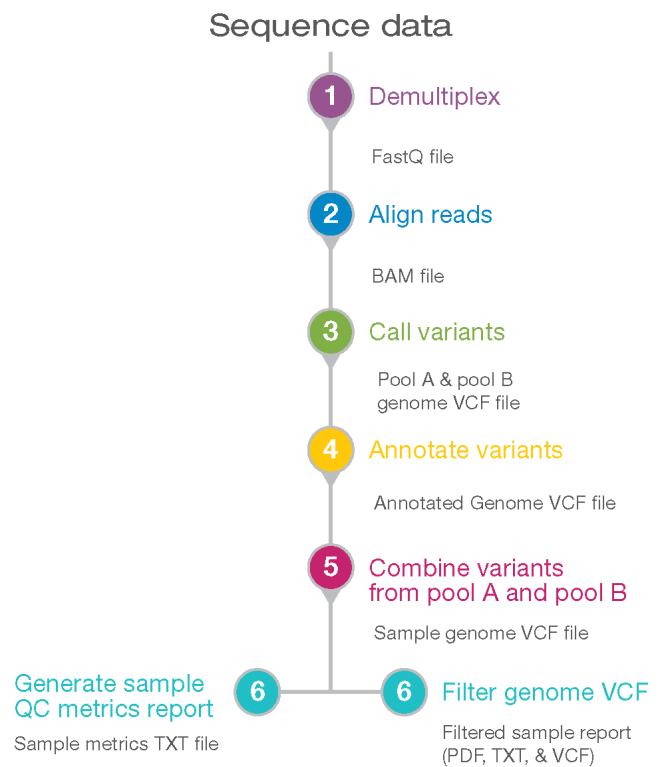 Sequence data
1
Demultiplex
FastQ file
2
Align reads
BAM file
3
Call variants
Pool A & pool B
genome VCF file
4
Annotate variants
Annotated Genome VCF file
5
Combine variants
from pool A and pool B
Sample genome VCF file
Generate sample
QC metrics report
6
Sample metrics TXT file
6
Filter genome VCF
Filtered sample report
(PDF, TXT, & VCF)